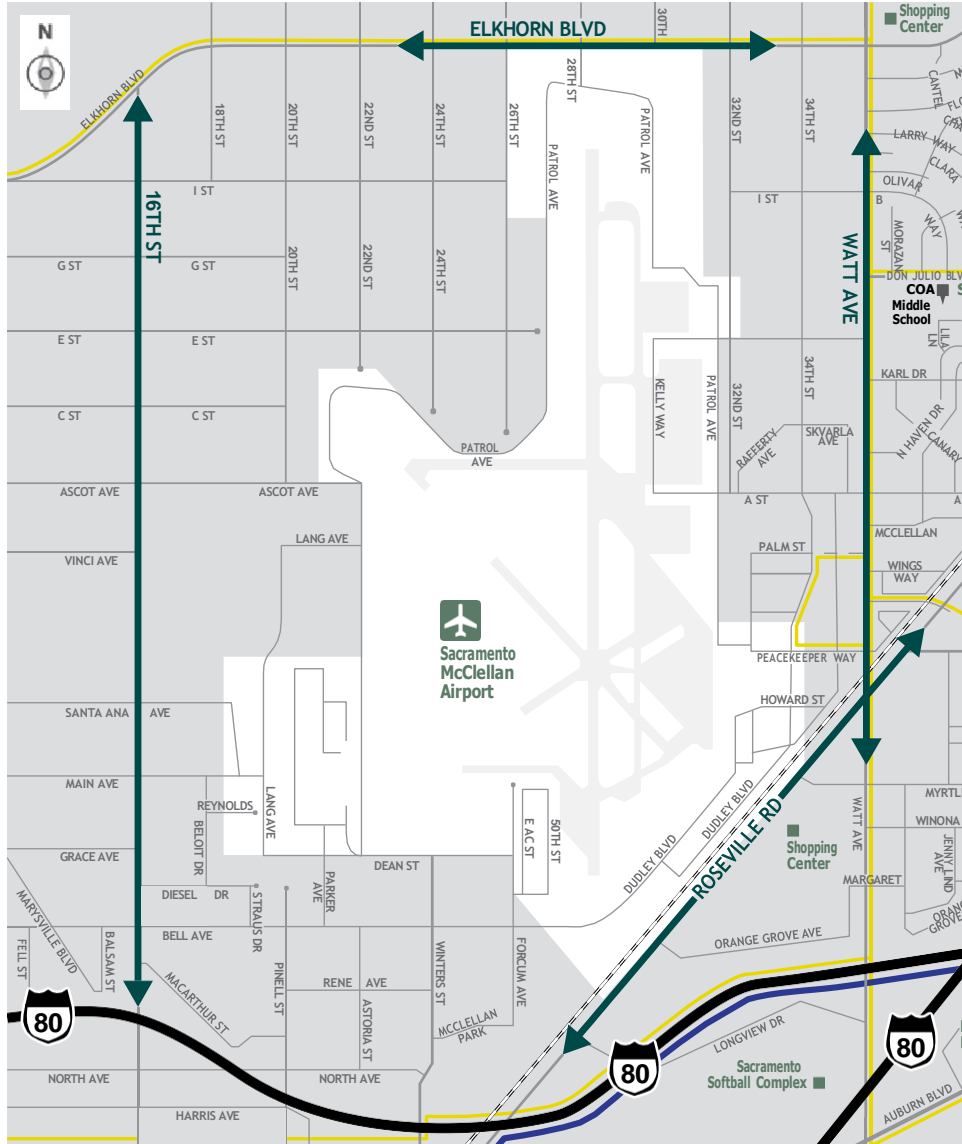 N
ELKHORN BLVD
30TH
Shopping
Center
ELKHORN BLVD
18TH ST
20TH ST
22ND ST
24TH ST
26TH ST
28TH ST
PATROL AVE
PATROL AVE
32ND ST
34TH ST
CANTEL
LARRY WAY
CLARA
OLIVAR
WAY
MORAZAN
ST
B
I ST
I ST
16TH ST
WATT AVE
G ST
G ST
20TH ST
22ND ST
24TH ST
DON JULIO BLV
COA
Middle
School
S
LILA
LN
E ST
E ST
KARL DR
N HAVEN DR
CANARY
C ST
C ST
KELLY WAY
PATROL AVE
32ND ST
34TH ST
RAFFERTY
AVE
SKVARLA
AVE
PATROL
AVE
ASCOT AVE
ASCOT AVE
A ST
A
MCCLELLAN
LANG AVE
PALM ST
VINCI AVE
WINGS
WAY
Sacramento
McClellan
Airport
PEACEKEEPER WAY
HOWARD ST
SANTA ANA AVE
MAIN AVE
REYNOLDS
LANG AVE
BELOIT DR
DUDLEY BLVD
DUDLEY BLVD
ROSEVILLE RD
WATT AVE
MYRTL
WINONA
JENNY LIND
AVE
Shopping
Center
MARGARET
ORANG
GROVE
GRACE AVE
DEAN ST
E AC ST
50TH ST
PARKER
AVE
DIESEL DR
STRAUS DR
MARYSVILLE BLVD
FELL ST
BALSAM ST
BELL AVE
PINELL ST
WINTERS ST
FORCUM AVE
ORANGE GROVE AVE
MACARTHUR ST
RENE AVE
ASTORIA ST
MCCLELLAN
PARK
80
80
80
LONGVIEW DR
NORTH AVE
NORTH AVE
Sacramento
Softball Complex
HARRIS AVE
AUBURN BLVD